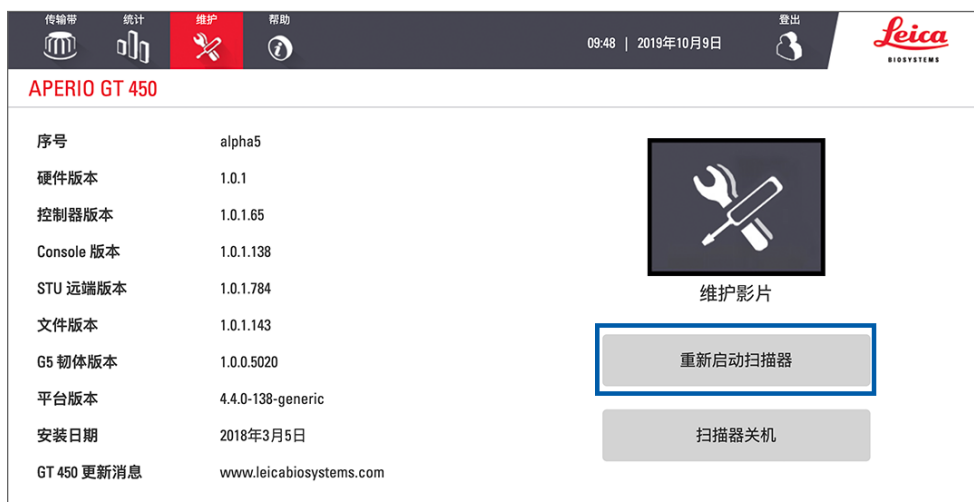 传输带 统计 维护 帮助 登出
09:48 | 2019年10月9日
Leica
BIOSYSTEMS
APERIO GT 450
序号 alpha5
硬件版本 1.0.1
控制器版本 1.0.1.65
Console 版本 1.0.1.138
STU 远端版本 1.0.1.784
文件版本 1.0.1.143
G5 韧体版本 1.0.0.5020
平台版本 4.4.0-138-generic
安装日期 2018年3月5日
GT 450 更新消息 www.leicabiosystems.com
维护影片
重新启动扫描器
扫描器关机